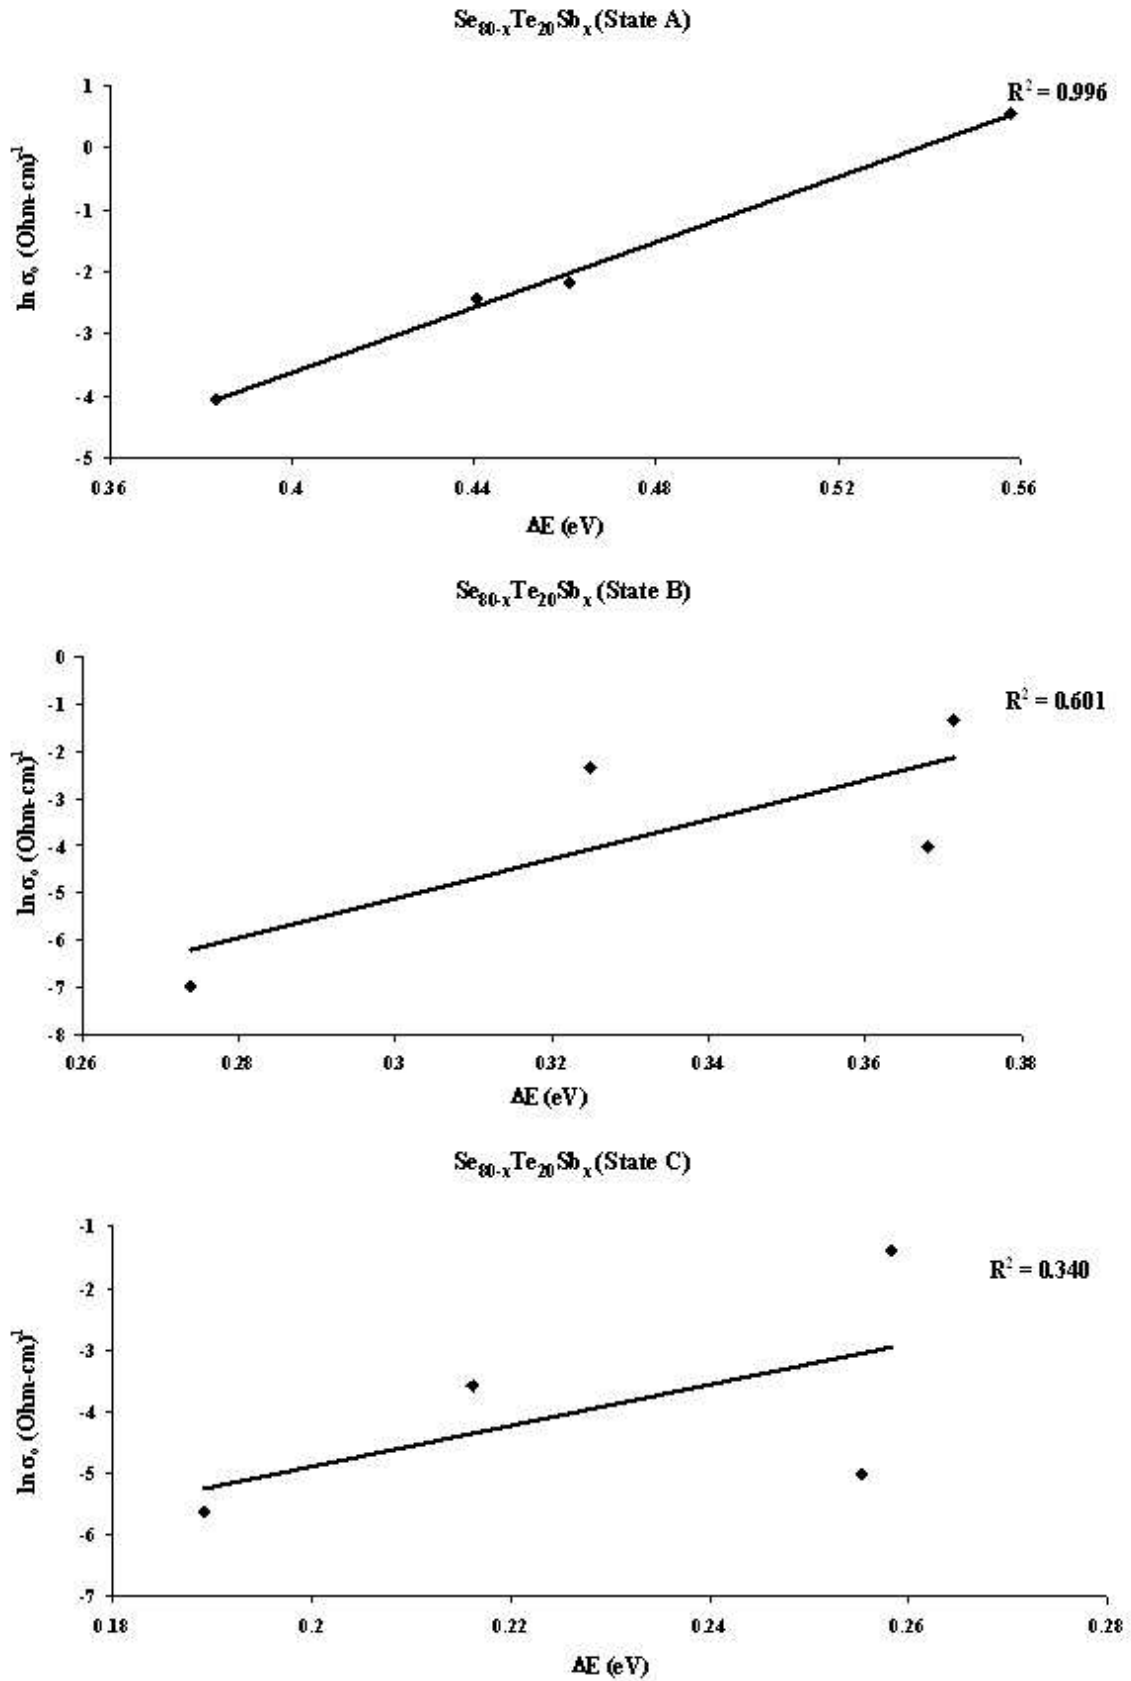 Se₈₀₋ₓTe₂₀Sbₓ (State A)
R² = 0.996
1
0
-1
-2
-3
-4
-5
ln σₒ (Ohm-cm)⁻¹
0.36 0.4 0.44 0.48 0.52 0.56
ΔE (eV)
Se₈₀₋ₓTe₂₀Sbₓ (State B)
R² = 0.601
0
-1
-2
-3
-4
-5
-6
-7
-8
ln σₒ (Ohm-cm)⁻¹
0.26 0.28 0.3 0.32 0.34 0.36 0.38
ΔE (eV)
Se₈₀₋ₓTe₂₀Sbₓ (State C)
R² = 0.340
-1
-2
-3
-4
-5
-6
-7
ln σₒ (Ohm-cm)⁻¹
0.18 0.2 0.22 0.24 0.26 0.28
ΔE (eV)